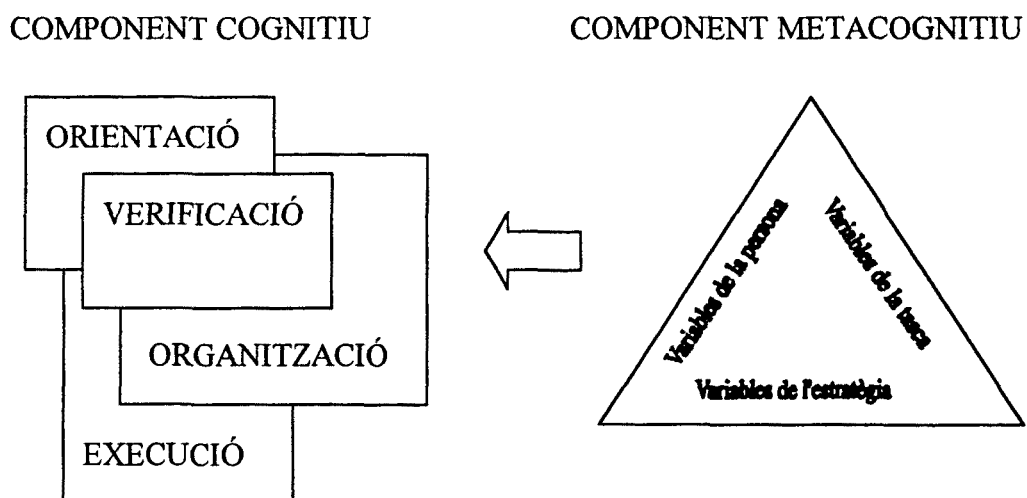 COMPONENT COGNITIU
COMPONENT METACOGNITIU
ORIENTACIÓ
VERIFICACIÓ
ORGANITZACIÓ
EXECUCIÓ
Variables de la persona
Variables de la tasca
Variables de l'estratègia